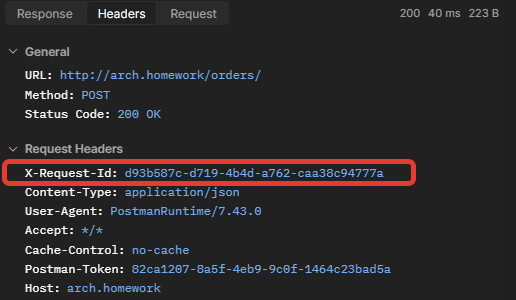 Response Headers Request 200 40 ms 223 B
General
URL: http://arch.homework/orders/
Method: POST
Status Code: 200 OK
Request Headers
X-Request-Id: d93b587c-d719-4b4d-a762-caa38c94777a
Content-Type: application/json
User-Agent: PostmanRuntime/7.43.0
Accept: */*
Cache-Control: no-cache
Postman-Token: 82ca1207-8a5f-4eb9-9c0f-1464c23bad5a
Host: arch.homework